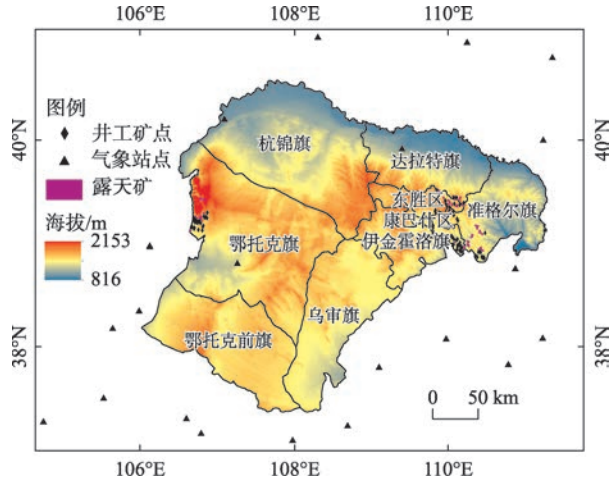 106°E 108°E 110°E
40°N 40°N
38°N 38°N
图例
井工矿点
气象站点
露天矿
海拔/m
2153
816
杭锦旗
达拉特旗
东胜区
准格尔旗
康巴什区
伊金霍洛旗
鄂托克旗
乌审旗
鄂托克前旗
0 50 km
106°E 108°E 110°E